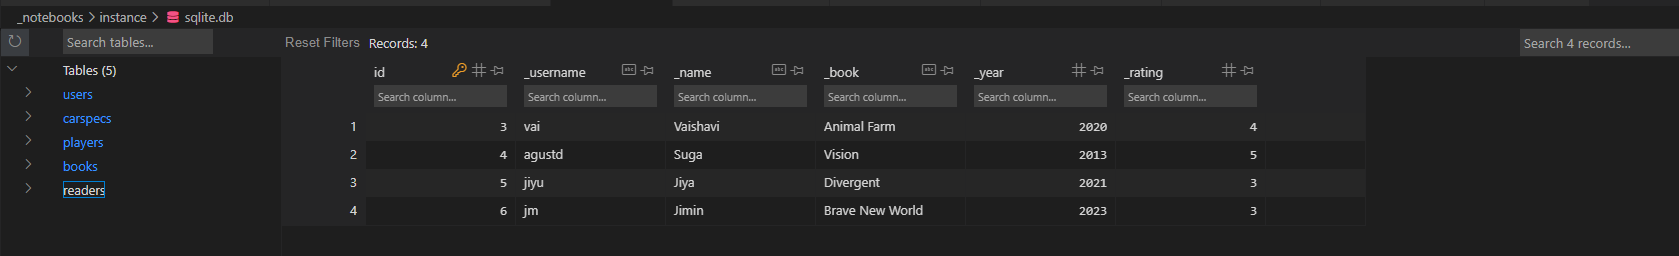 _notebooks > instance > sqlite.db
Search tables... Reset Filters Records: 4 Search 4 records...
Tables (5)
users
carspecs
players
books
readers
id _username _name _book _year _rating
Search column... Search column... Search column... Search column... Search column... Search column...
1 3 vai Vaishavi Animal Farm 2020 4
2 4 agustd Suga Vision 2013 5
3 5 jiyu Jiya Divergent 2021 3
4 6 jm Jimin Brave New World 2023 3